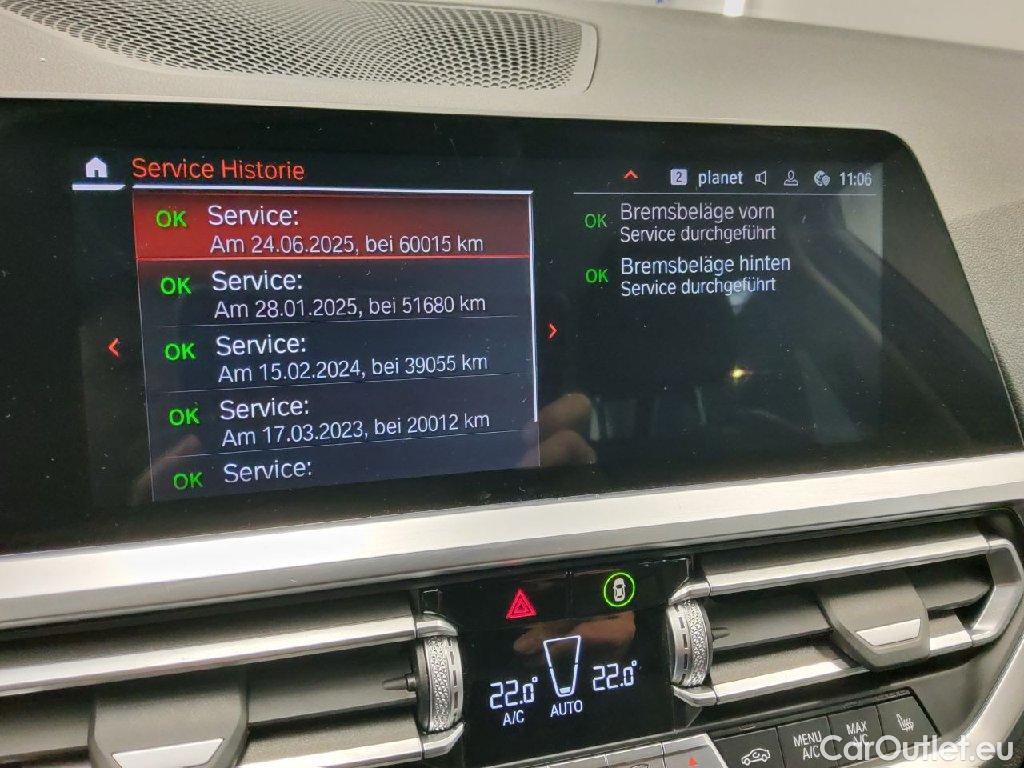 Service Historie
2 planet 11:06
OK Service:
Am 24.06.2025, bei 60015 km
OK Service:
Am 28.01.2025, bei 51680 km
OK Service:
Am 15.02.2024, bei 39055 km
OK Service:
Am 17.03.2023, bei 20012 km
OK Service:
OK Bremsbeläge vorn
Service durchgeführt
OK Bremsbeläge hinten
Service durchgeführt
22.0° 22.0°
A/C AUTO
MENU
A/C
MAX
A/C
CarOutlet.eu